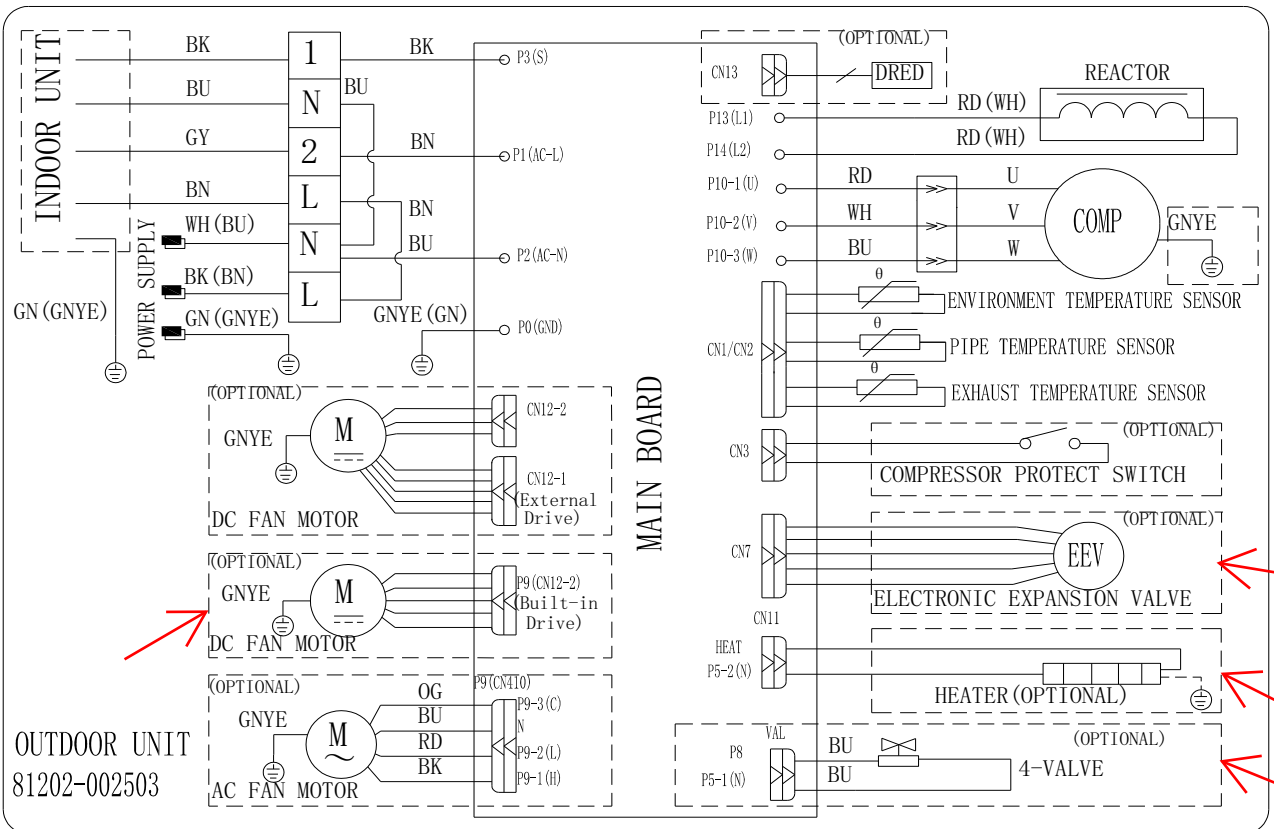 INDOOR UNIT
BK
BU
GY
BN
GN(GNYE)
POWER SUPPLY
WH(BU)
BK(BN)
GN(GNYE)
1
N
2
L
N
L
BK
BU
BN
BN
BU
GNYE(GN)
P3(S)
P1(AC-L)
P2(AC-N)
P0(GND)
(OPTIONAL)
GNYE
M
DC FAN MOTOR
CN12-2
CN12-1
(External
Drive)
(OPTIONAL)
GNYE
M
DC FAN MOTOR
P9(CN12-2)
(Built-in
Drive)
(OPTIONAL)
GNYE
M
~
AC FAN MOTOR
OG
BU
RD
BK
P9(CN410)
P9-3(C)
N
P9-2(L)
P9-1(H)
OUTDOOR UNIT
81202-002503
MAIN BOARD
(OPTIONAL)
CN13
DRED
REACTOR
P13(L1)
RD(WH)
P14(L2)
RD(WH)
P10-1(U)
RD
U
P10-2(V)
WH
V
P10-3(W)
BU
W
COMP
GNYE
CN1/CN2
θ
ENVIRONMENT TEMPERATURE SENSOR
θ
PIPE TEMPERATURE SENSOR
θ
EXHAUST TEMPERATURE SENSOR
CN3
(OPTIONAL)
COMPRESSOR PROTECT SWITCH
CN7
(OPTIONAL)
EEV
ELECTRONIC EXPANSION VALVE
CN11
HEAT
P5-2(N)
HEATER(OPTIONAL)
VAL
P8
P5-1(N)
BU
BU
(OPTIONAL)
4-VALVE